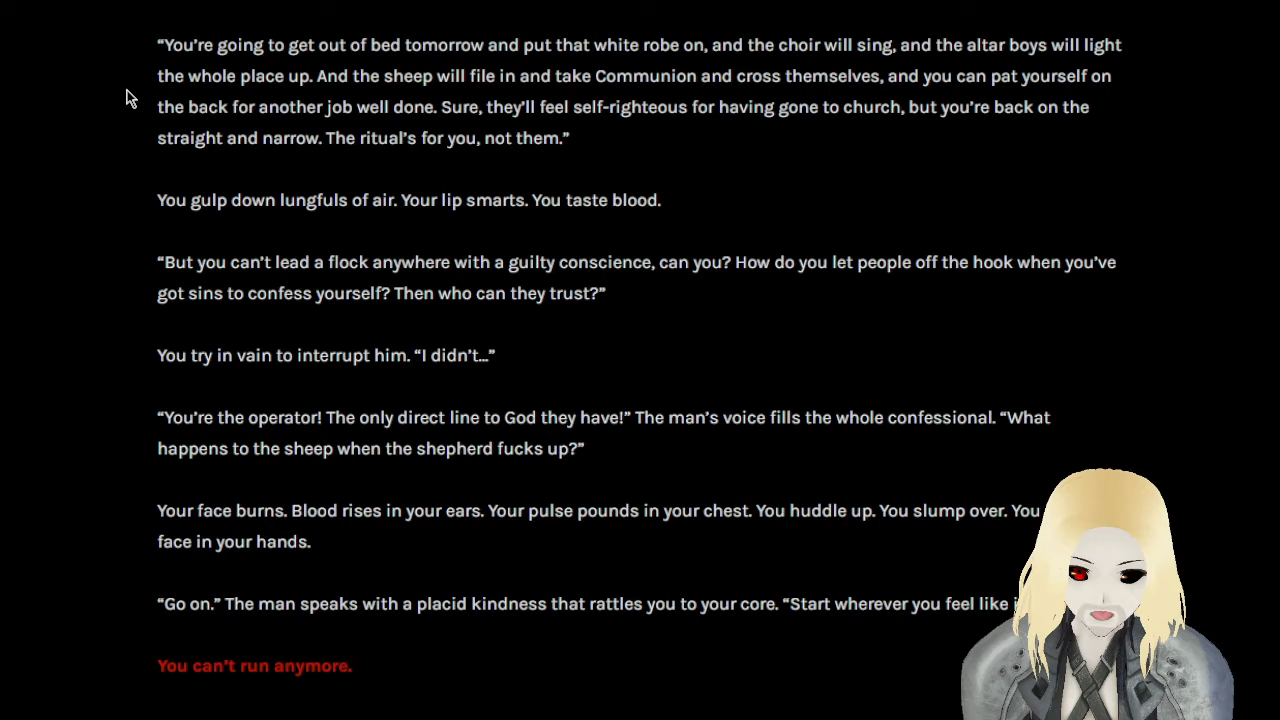 “You’re going to get out of bed tomorrow and put that white robe on, and the choir will sing, and the altar boys will light
the whole place up. And the sheep will file in and take Communion and cross themselves, and you can pat yourself on
the back for another job well done. Sure, they’ll feel self-righteous for having gone to church, but you’re back on the
straight and narrow. The ritual’s for you, not them.”
You gulp down lungfuls of air. Your lip smarts. You taste blood.
“But you can’t lead a flock anywhere with a guilty conscience, can you? How do you let people off the hook when you’ve
got sins to confess yourself? Then who can they trust?”
You try in vain to interrupt him. “I didn’t…”
“You’re the operator! The only direct line to God they have!” The man’s voice fills the whole confessional. “What
happens to the sheep when the shepherd fucks up?”
Your face burns. Blood rises in your ears. Your pulse pounds in your chest. You huddle up. You slump over. You
face in your hands.
“Go on.” The man speaks with a placid kindness that rattles you to your core. “Start wherever you feel like
You can’t run anymore.